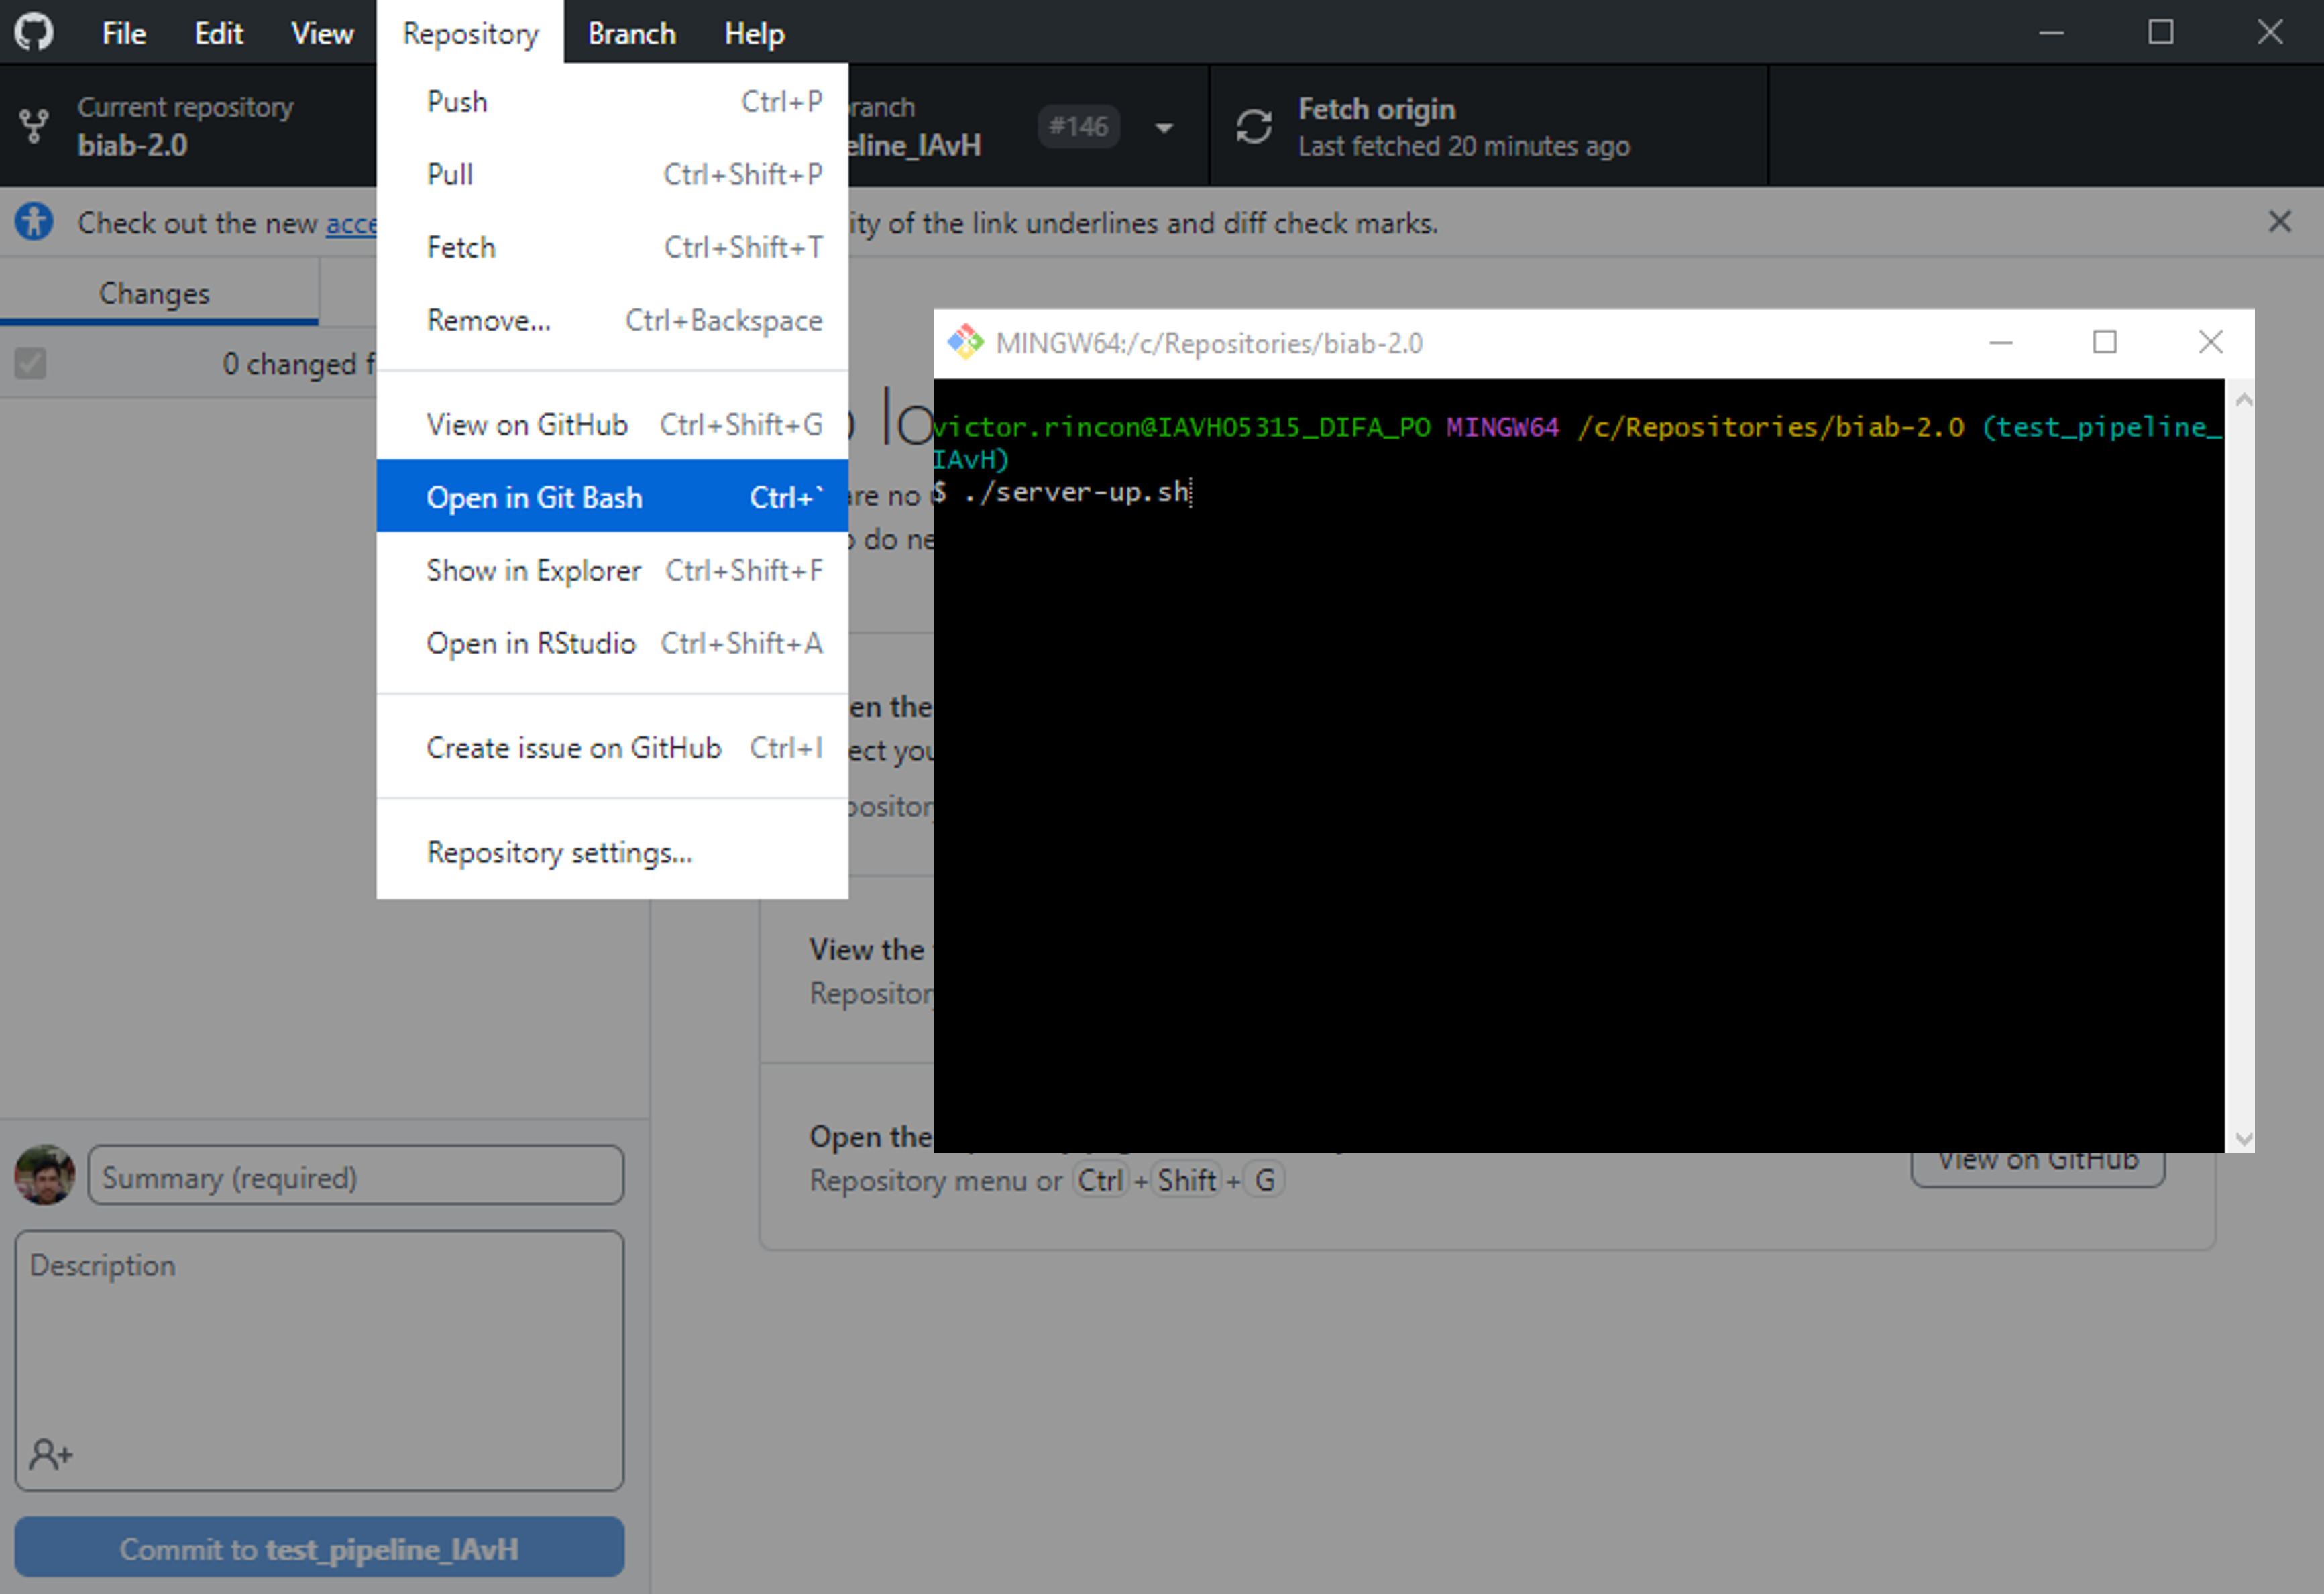 File Edit View Repository Branch Help
Current repository
biab-2.0
ranch
eline_IAvH
#146
Fetch origin
Last fetched 20 minutes ago
Check out the new acce
ity of the link underlines and diff check marks.
Changes
0 changed f
Push Ctrl+P
Pull Ctrl+Shift+P
Fetch Ctrl+Shift+T
Remove... Ctrl+Backspace
View on GitHub Ctrl+Shift+G
Open in Git Bash Ctrl+`
Show in Explorer Ctrl+Shift+F
Open in RStudio Ctrl+Shift+A
Create issue on GitHub Ctrl+I
Repository settings...
lo
are no
do ne
en the
ect you
pository
View the
Repository
Open the
Repository menu or Ctrl + Shift + G
View on GitHub
MINGW64:/c/Repositories/biab-2.0
victor.rincon@IAVH05315_DIFA_PO MINGW64 /c/Repositories/biab-2.0 (test_pipeline_
IAvH)
$ ./server-up.sh
Summary (required)
Description
Commit to test_pipeline_IAvH